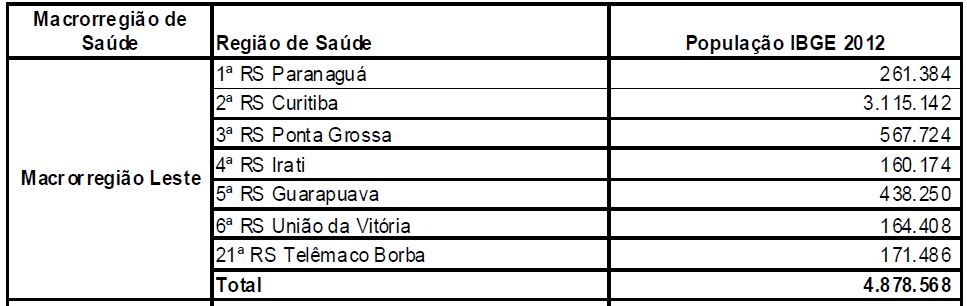 Macrorregião de Saúde | Região de Saúde | População IBGE 2012
Macrorregião Leste
1ª RS Paranaguá 261.384
2ª RS Curitiba 3.115.142
3ª RS Ponta Grossa 567.724
4ª RS Irati 160.174
5ª RS Guarapuava 438.250
6ª RS União da Vitória 164.408
21ª RS Telêmaco Borba 171.486
Total 4.878.568